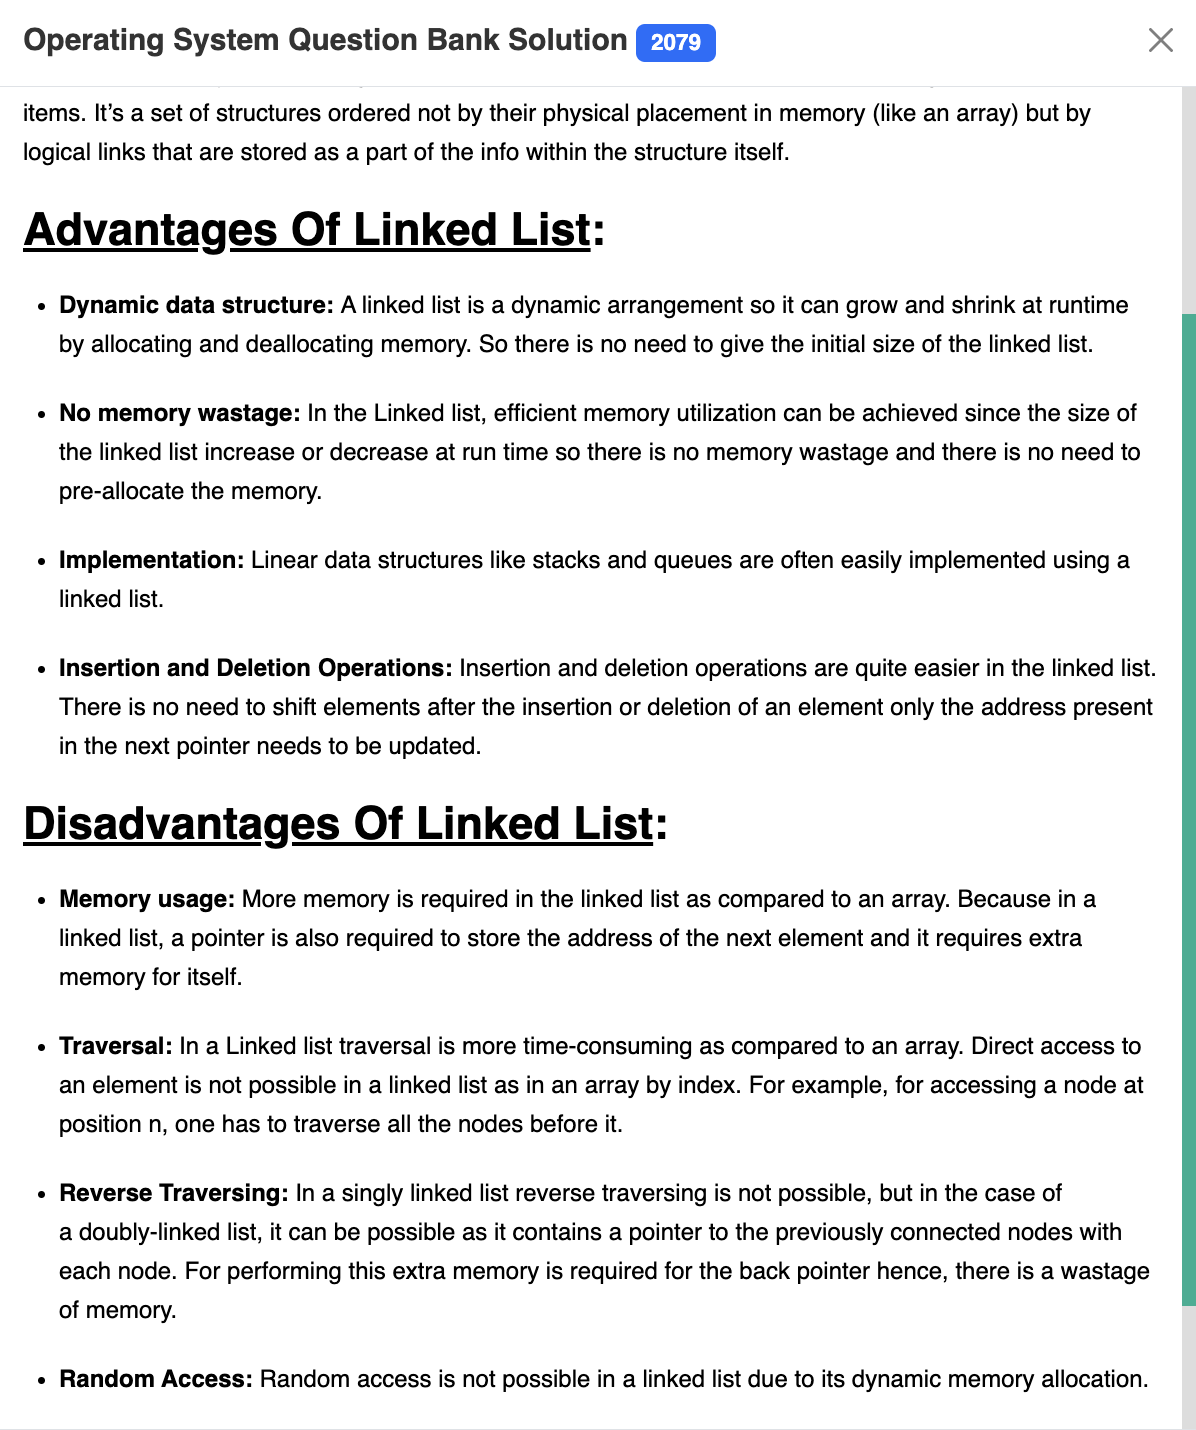 Operating System Question Bank Solution 2079
items. It’s a set of structures ordered not by their physical placement in memory (like an array) but by
logical links that are stored as a part of the info within the structure itself.
Advantages Of Linked List:
• Dynamic data structure: A linked list is a dynamic arrangement so it can grow and shrink at runtime
by allocating and deallocating memory. So there is no need to give the initial size of the linked list.
• No memory wastage: In the Linked list, efficient memory utilization can be achieved since the size of
the linked list increase or decrease at run time so there is no memory wastage and there is no need to
pre-allocate the memory.
• Implementation: Linear data structures like stacks and queues are often easily implemented using a
linked list.
• Insertion and Deletion Operations: Insertion and deletion operations are quite easier in the linked list.
There is no need to shift elements after the insertion or deletion of an element only the address present
in the next pointer needs to be updated.
Disadvantages Of Linked List:
• Memory usage: More memory is required in the linked list as compared to an array. Because in a
linked list, a pointer is also required to store the address of the next element and it requires extra
memory for itself.
• Traversal: In a Linked list traversal is more time-consuming as compared to an array. Direct access to
an element is not possible in a linked list as in an array by index. For example, for accessing a node at
position n, one has to traverse all the nodes before it.
• Reverse Traversing: In a singly linked list reverse traversing is not possible, but in the case of
a doubly-linked list, it can be possible as it contains a pointer to the previously connected nodes with
each node. For performing this extra memory is required for the back pointer hence, there is a wastage
of memory.
• Random Access: Random access is not possible in a linked list due to its dynamic memory allocation.